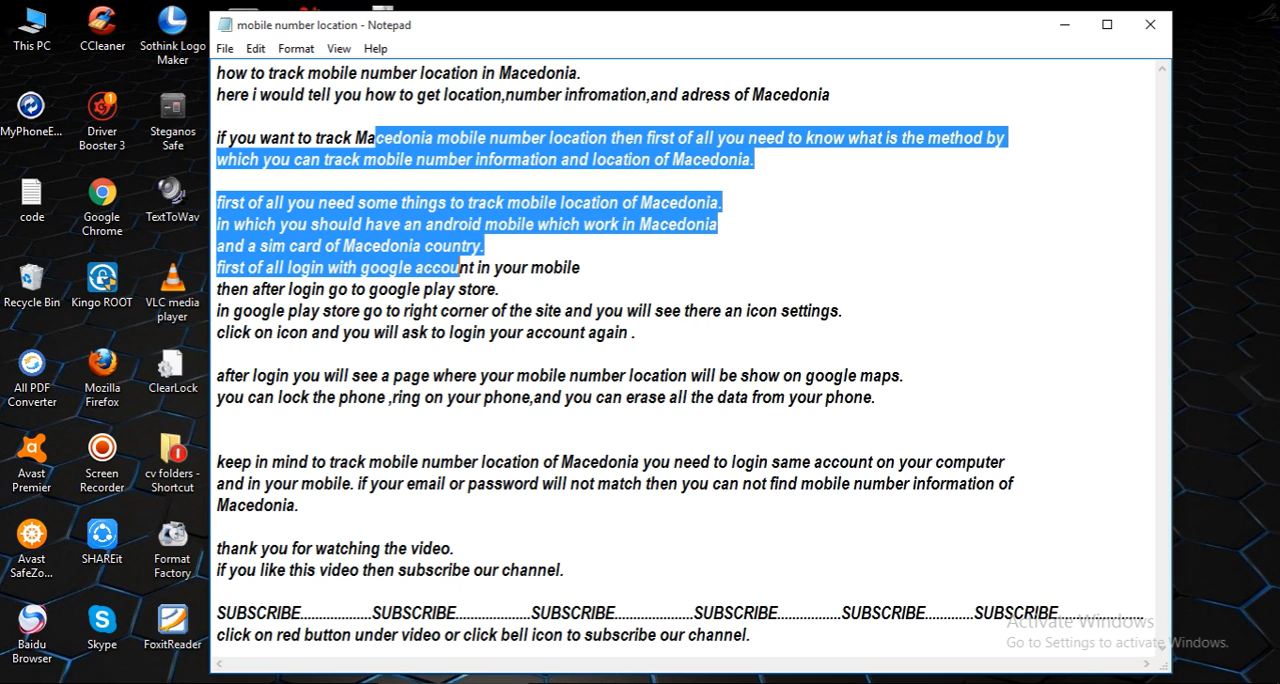 This PC
CCleaner
Sothink Logo
Maker
MyPhoneE...
Driver
Booster 3
Steganos
Safe
code
Google
Chrome
TextToWav
Recycle Bin
Kingo ROOT
VLC media
player
All PDF
Converter
Mozilla
Firefox
ClearLock
Avast
Premier
Screen
Recorder
cv folders -
Shortcut
Avast
SafeZo...
SHAREit
Format
Factory
Baidu
Browser
Skype
FoxitReader
mobile number location - Notepad
File Edit Format View Help
how to track mobile number location in Macedonia.
here i would tell you how to get location,number infromation,and adress of Macedonia
if you want to track Macedonia mobile number location then first of all you need to know what is the method by
which you can track mobile number information and location of Macedonia.
first of all you need some things to track mobile location of Macedonia.
in which you should have an android mobile which work in Macedonia
and a sim card of Macedonia country.
first of all login with google account in your mobile
then after login go to google play store.
in google play store go to right corner of the site and you will see there an icon settings.
click on icon and you will ask to login your account again .
after login you will see a page where your mobile number location will be show on google maps.
you can lock the phone ,ring on your phone,and you can erase all the data from your phone.
keep in mind to track mobile number location of Macedonia you need to login same account on your computer
and in your mobile. if your email or password will not match then you can not find mobile number information of
Macedonia.
thank you for watching the video.
if you like this video then subscribe our channel.
SUBSCRIBE...................SUBSCRIBE....................SUBSCRIBE.....................SUBSCRIBE.................SUBSCRIBE.............SUBSCRIBE.......................
click on red button under video or click bell icon to subscribe our channel.
Activate Windows
Go to Settings to activate Windows.